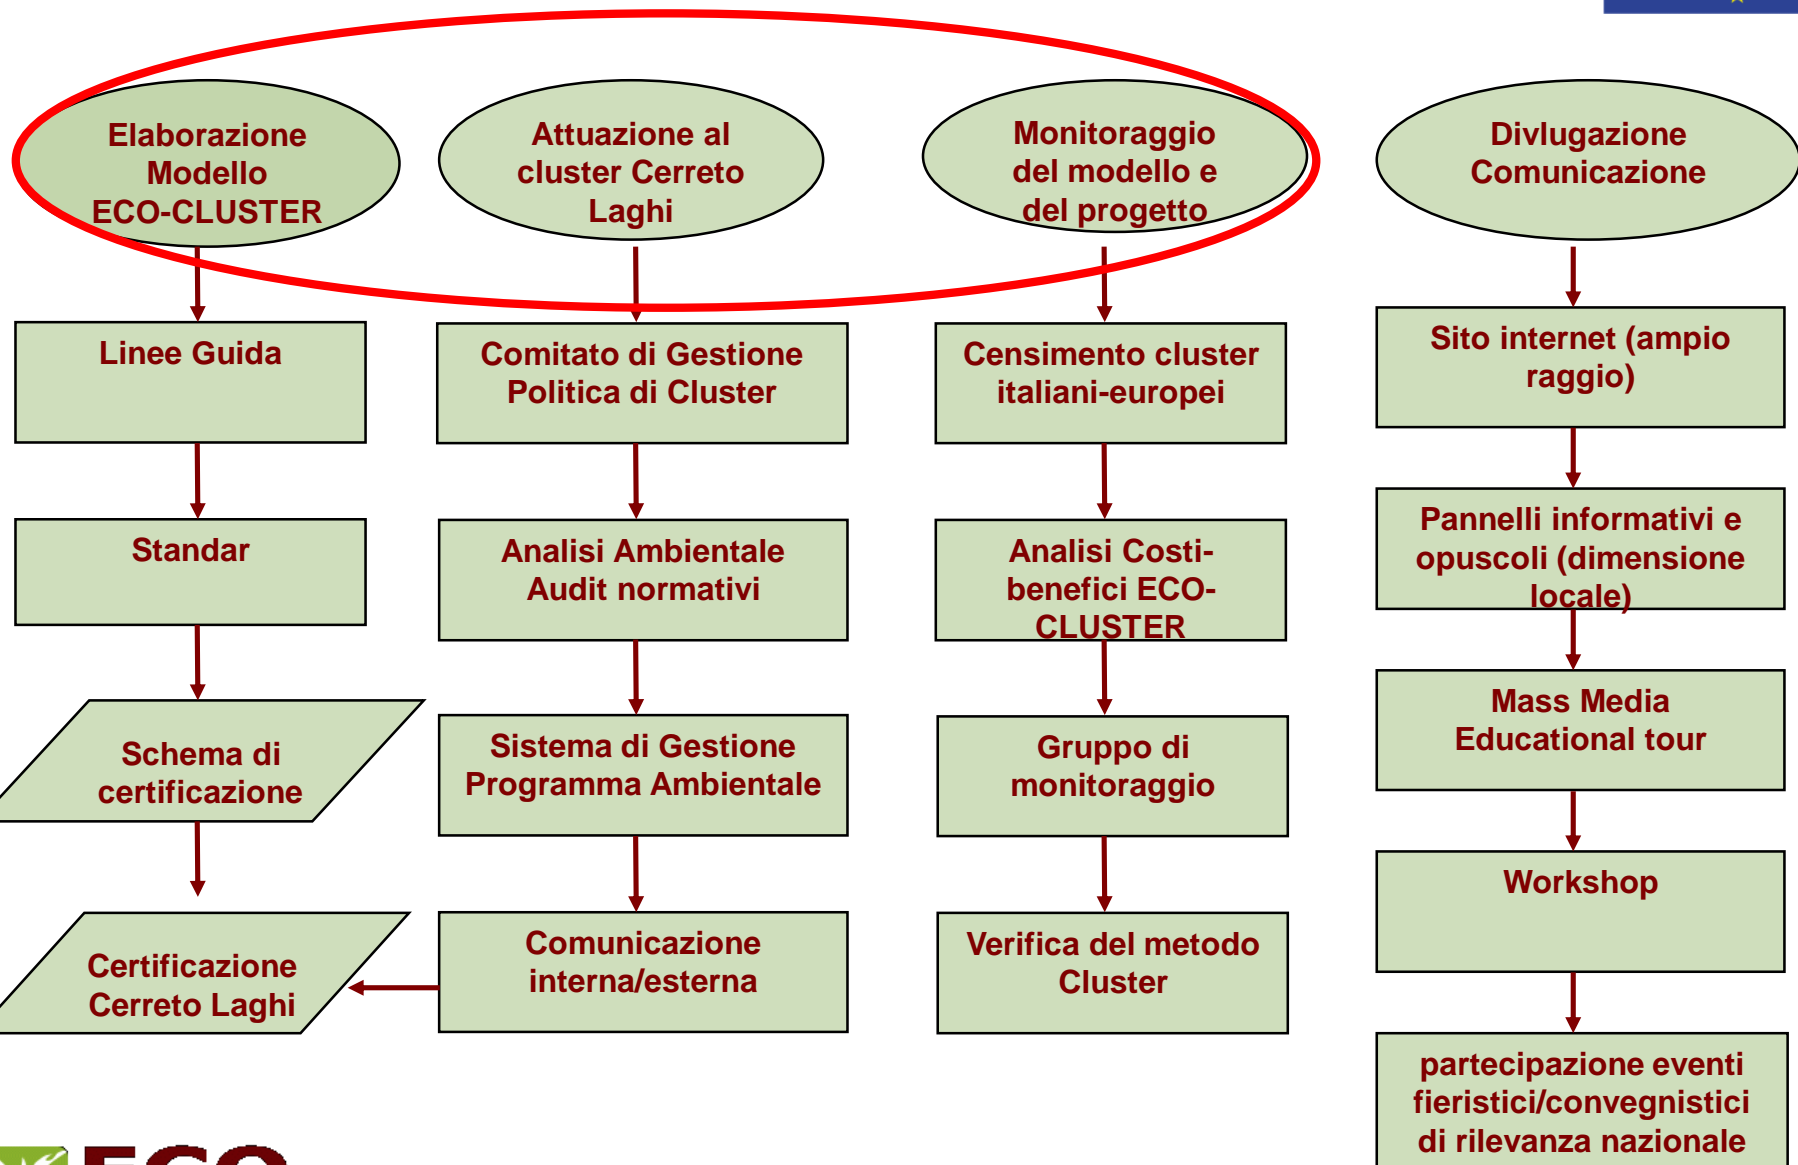 Elaborazione
Modello
ECO-CLUSTER
Attuazione al
cluster Cerreto
Laghi
Monitoraggio
del modello e
del progetto
Divlugazione
Comunicazione
Linee Guida
Comitato di Gestione
Politica di Cluster
Censimento cluster
italiani-europei
Sito internet (ampio
raggio)
Standar
Analisi Ambientale
Audit normativi
Analisi Costi-
benefici ECO-
CLUSTER
Pannelli informativi e
opuscoli (dimensione
locale)
Schema di
certificazione
Sistema di Gestione
Programma Ambientale
Gruppo di
monitoraggio
Mass Media
Educational tour
Certificazione
Cerreto Laghi
Comunicazione
interna/esterna
Verifica del metodo
Cluster
Workshop
partecipazione eventi
fieristici/convegnistici
di rilevanza nazionale
ECO